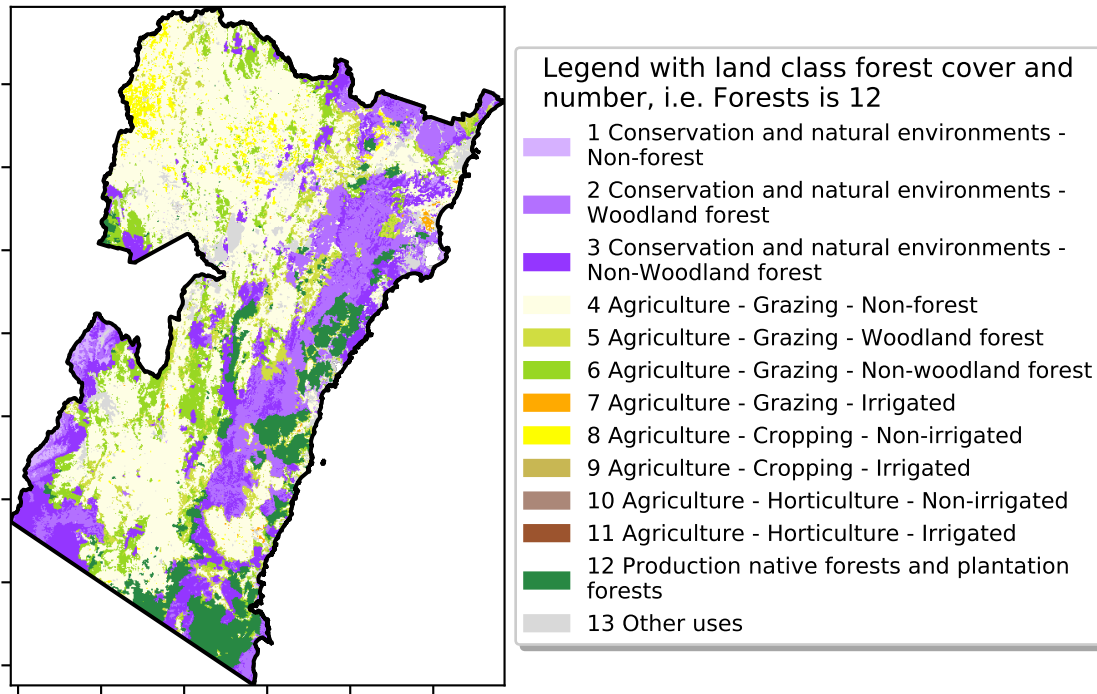 Legend with land class forest cover and
number, i.e. Forests is 12
1 Conservation and natural environments -
Non-forest
2 Conservation and natural environments -
Woodland forest
3 Conservation and natural environments -
Non-Woodland forest
4 Agriculture - Grazing - Non-forest
5 Agriculture - Grazing - Woodland forest
6 Agriculture - Grazing - Non-woodland forest
7 Agriculture - Grazing - Irrigated
8 Agriculture - Cropping - Non-irrigated
9 Agriculture - Cropping - Irrigated
10 Agriculture - Horticulture - Non-irrigated
11 Agriculture - Horticulture - Irrigated
12 Production native forests and plantation
forests
13 Other uses